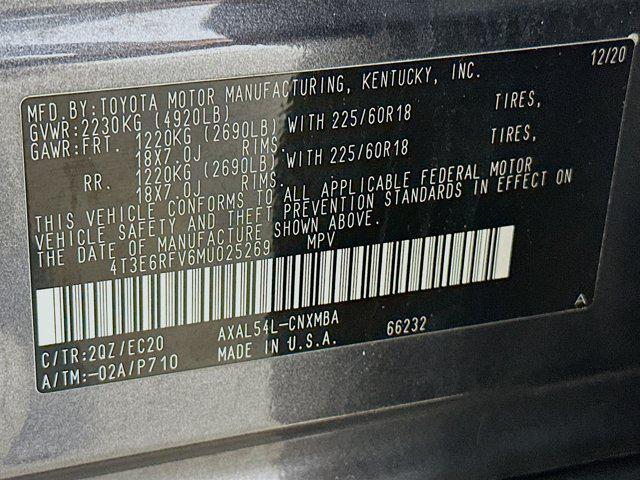 MFD.BY:TOYOTA MOTOR MANUFACTURING, KENTUCKY, INC. 12/20
GVWR:2230KG (4920LB)
GAWR:FRT. 1220KG (2690LB) WITH 225/60R18 TIRES,
18X7.0J RIMS.
RR. 1220KG (2690LB) WITH 225/60R18 TIRES,
18X7.0J RIMS.
THIS VEHICLE CONFORMS TO ALL APPLICABLE FEDERAL MOTOR
VEHICLE SAFETY AND THEFT PREVENTION STANDARDS IN EFFECT ON
THE DATE OF MANUFACTURE SHOWN ABOVE.
4T3E6RFV6MU025269 MPV
C/TR:2QZ/EC20 AXAL54L-CNXMBA 66232 A
A/TM:-02A/P710 MADE IN U.S.A.